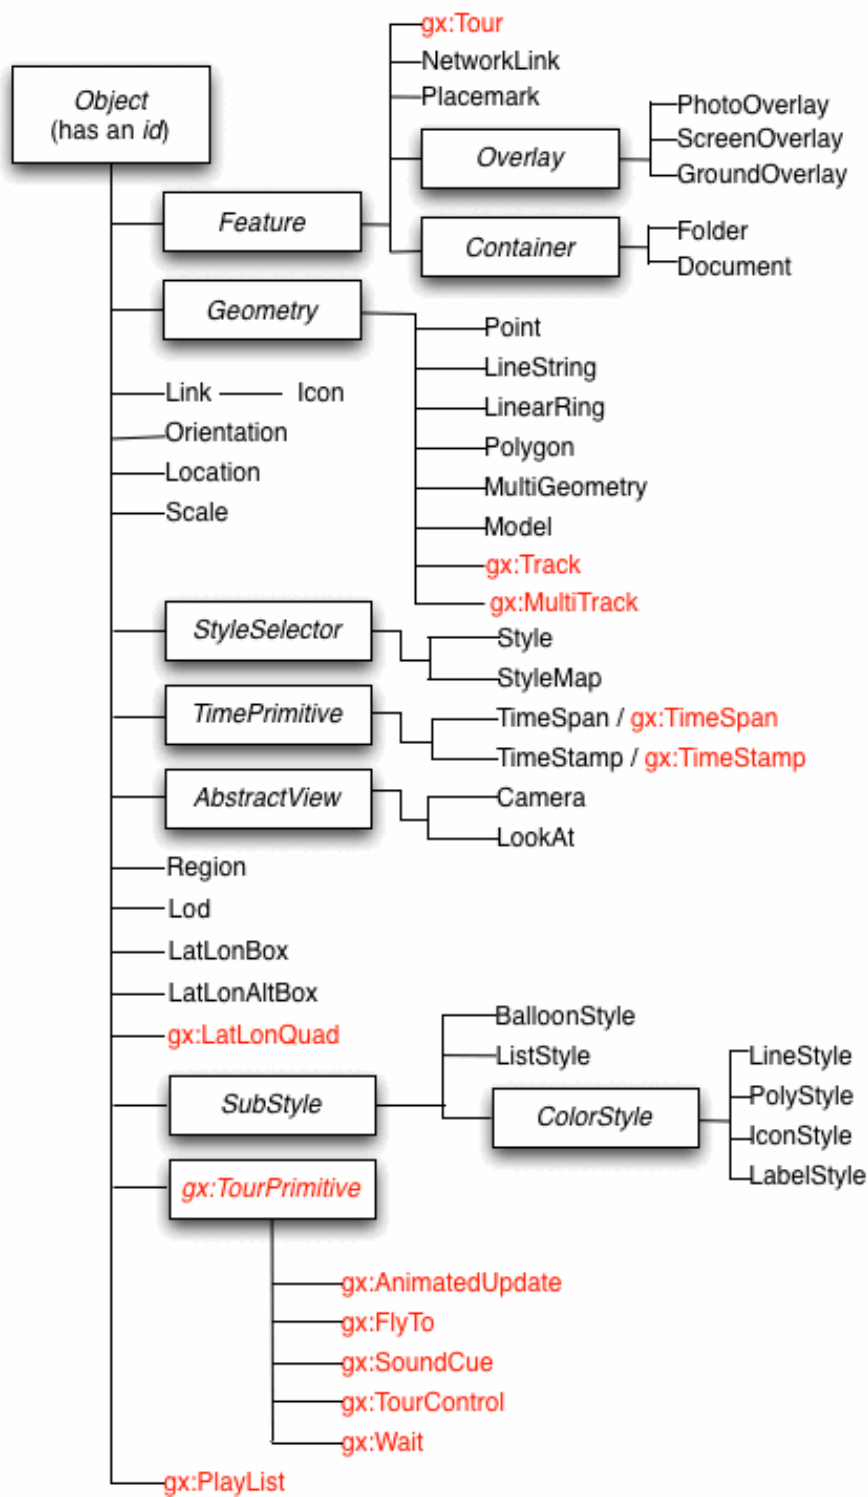 gx:Tour
NetworkLink
Placemark
Object
(has an id)
Overlay
PhotoOverlay
ScreenOverlay
GroundOverlay
Feature
Container
Folder
Document
Geometry
Point
LineString
LinearRing
Polygon
MultiGeometry
Model
gx:Track
gx:MultiTrack
Link Icon
Orientation
Location
Scale
StyleSelector
Style
StyleMap
TimePrimitive
TimeSpan / gx:TimeSpan
TimeStamp / gx:TimeStamp
AbstractView
Camera
LookAt
Region
Lod
LatLonBox
LatLonAltBox
gx:LatLonQuad
SubStyle
BalloonStyle
ListStyle
ColorStyle
LineStyle
PolyStyle
IconStyle
LabelStyle
gx:TourPrimitive
gx:AnimatedUpdate
gx:FlyTo
gx:SoundCue
gx:TourControl
gx:Wait
gx:PlayList